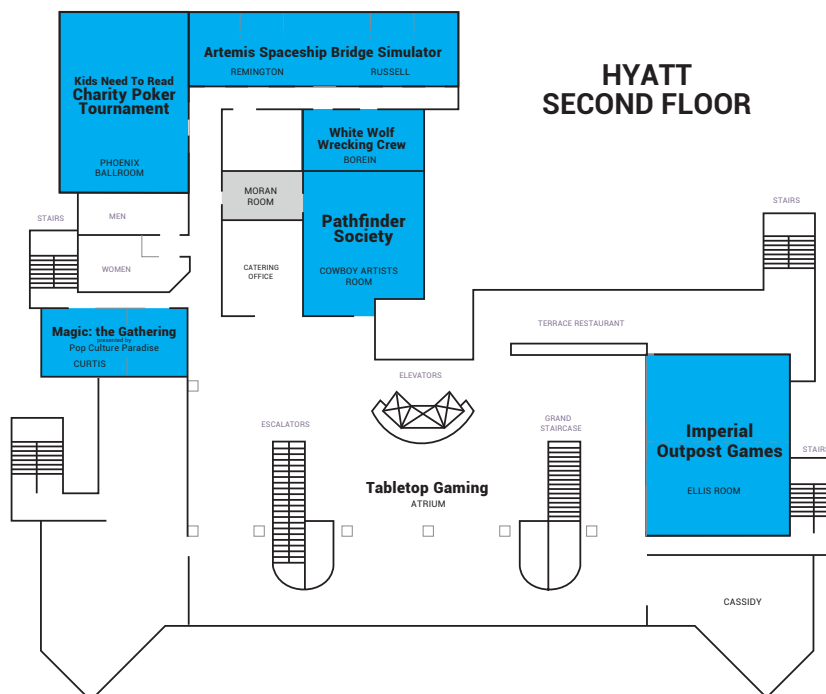 HYATT
SECOND FLOOR
Artemis Spaceship Bridge Simulator
REMINGTON
RUSSELL
Kids Need To Read
Charity Poker
Tournament
PHOENIX
BALLROOM
White Wolf
Wrecking Crew
BOREIN
MORAN
ROOM
Pathfinder
Society
COWBOY ARTISTS
ROOM
CATERING
OFFICE
STAIRS
MEN
WOMEN
STAIRS
Magic: the Gathering
presented by
Pop Culture Paradise
CURTIS
TERRACE RESTAURANT
ELEVATORS
ESCALATORS
GRAND
STAIRCASE
Imperial
Outpost Games
ELLIS ROOM
STAIRS
Tabletop Gaming
ATRIUM
CASSIDY